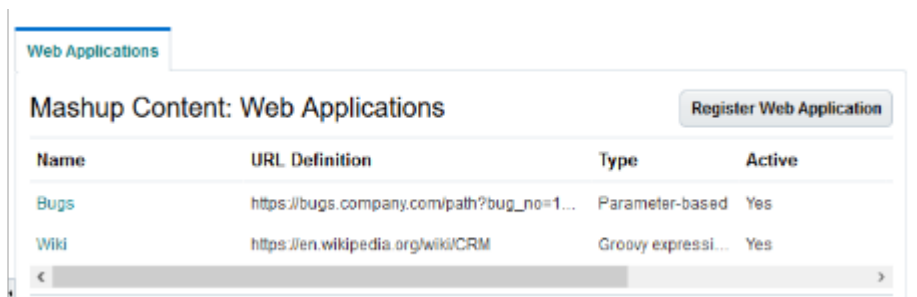 Web Applications
Mashup Content: Web Applications Register Web Application
Name URL Definition Type Active
Bugs https://bugs.company.com/path?bug_no=1... Parameter-based Yes
Wiki https://en.wikipedia.org/wiki/CRM Groovy expressi... Yes